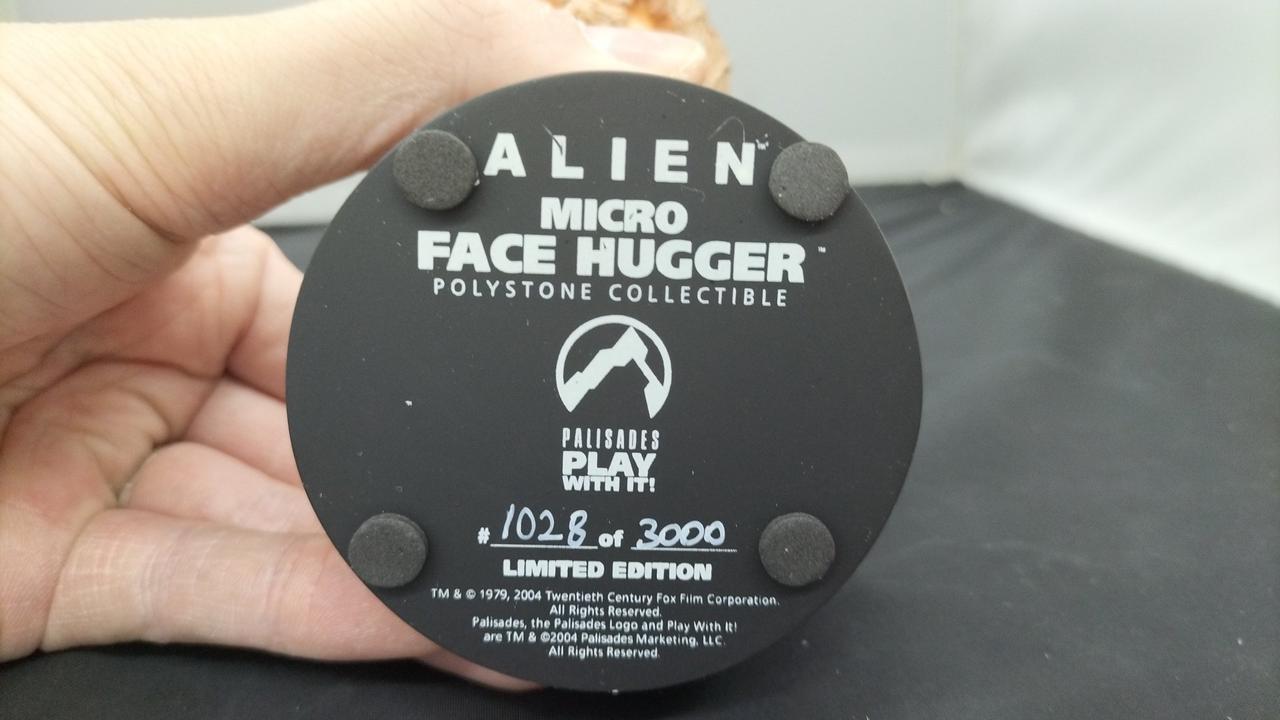 ALIEN™
MICRO
FACE HUGGER™
POLYSTONE COLLECTIBLE
PALISADES
PLAY
WITH IT!
# 1028 of 3000
LIMITED EDITION
TM & © 1979, 2004 Twentieth Century Fox Film Corporation.
All Rights Reserved.
Palisades, the Palisades Logo and Play With It!
are TM & ©2004 Palisades Marketing, LLC.
All Rights Reserved.